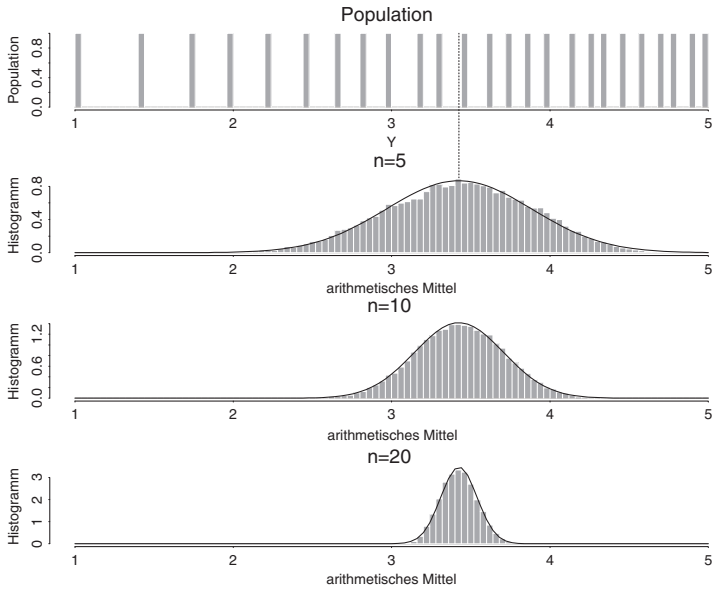 Population
Population
0.0 0.4 0.8
1 2 3 4 5
Y
n=5
Histogramm
0.0 0.4 0.8
1 2 3 4 5
arithmetisches Mittel
n=10
Histogramm
0.0 0.6 1.2
1 2 3 4 5
arithmetisches Mittel
n=20
Histogramm
0 1 2 3
1 2 3 4 5
arithmetisches Mittel